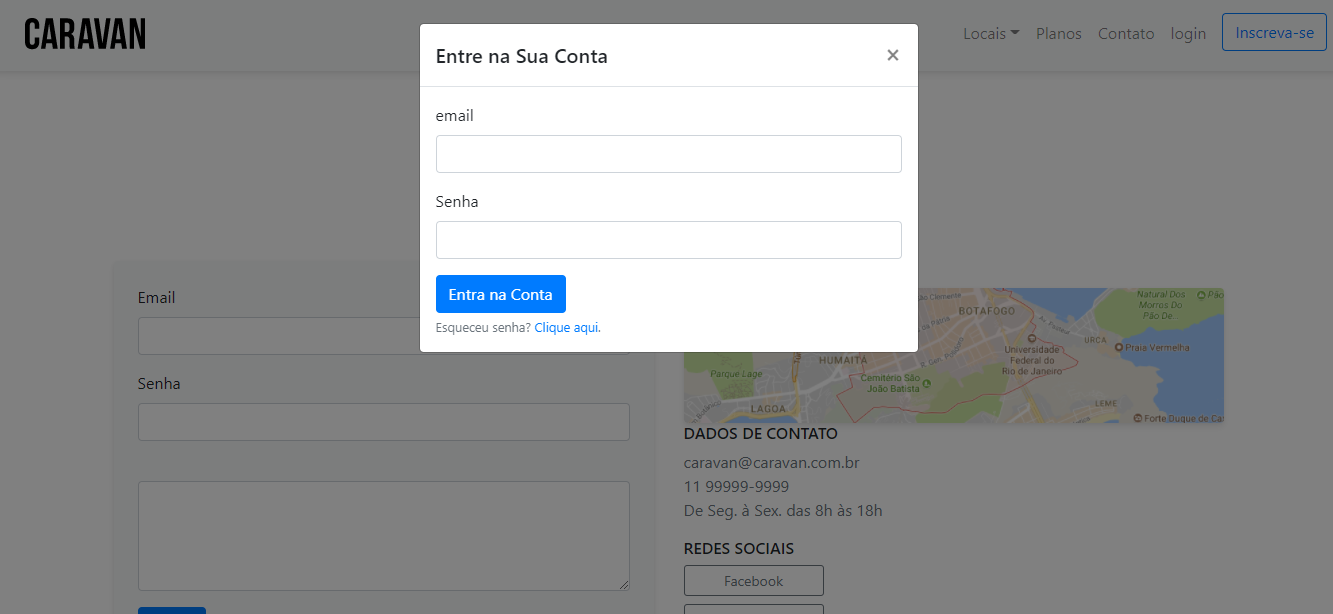 CARAVAN
Locais Planos Contato login Inscreva-se
Entre na Sua Conta ×
email
Senha
Entra na Conta
Esqueceu senha? Clique aqui.
Email
Senha
Natural Dos
Morros Do
Pão De
BOTAFOGO
Av. Pasteur
URCA
Praia Vermelha
HUMAITÁ
Universidade
Federal do
Rio de Janeiro
Parque Lage
Cemitério São
João Batista
LAGOA
LEME
Forte Duque de Ca
DADOS DE CONTATO
caravan@caravan.com.br
11 99999-9999
De Seg. à Sex. das 8h às 18h
REDES SOCIAIS
Facebook